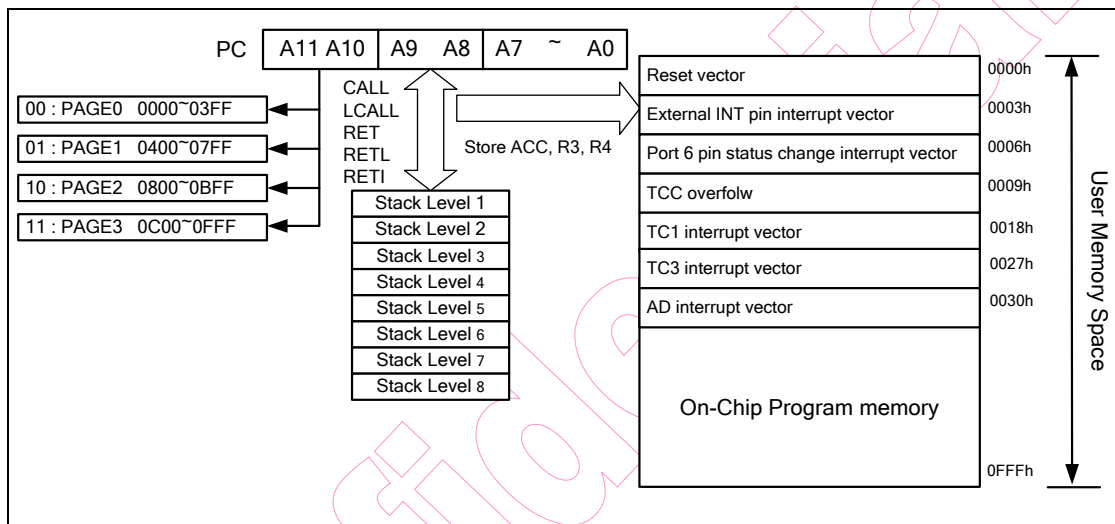 PC A11 A10 A9 A8 A7 ~ A0
00 : PAGE0 0000~03FF
01 : PAGE1 0400~07FF
10 : PAGE2 0800~0BFF
11 : PAGE3 0C00~0FFF
CALL
LCALL
RET
RETL
RETI
Store ACC, R3, R4
Stack Level 1
Stack Level 2
Stack Level 3
Stack Level 4
Stack Level 5
Stack Level 6
Stack Level 7
Stack Level 8
Reset vector 0000h
External INT pin interrupt vector 0003h
Port 6 pin status change interrupt vector 0006h
TCC overfolw 0009h
TC1 interrupt vector 0018h
TC3 interrupt vector 0027h
AD interrupt vector 0030h
On-Chip Program memory
0FFFh
User Memory Space